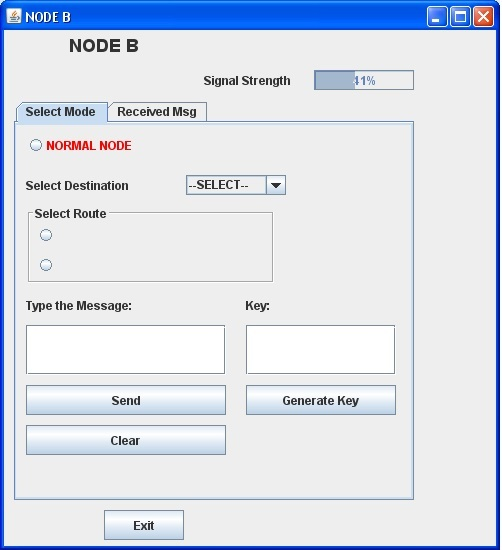 NODE B
NODE B
Signal Strength 41%
Select Mode Received Msg
NORMAL NODE
Select Destination --SELECT--
Select Route
Type the Message: Key:
Send Generate Key
Clear
Exit